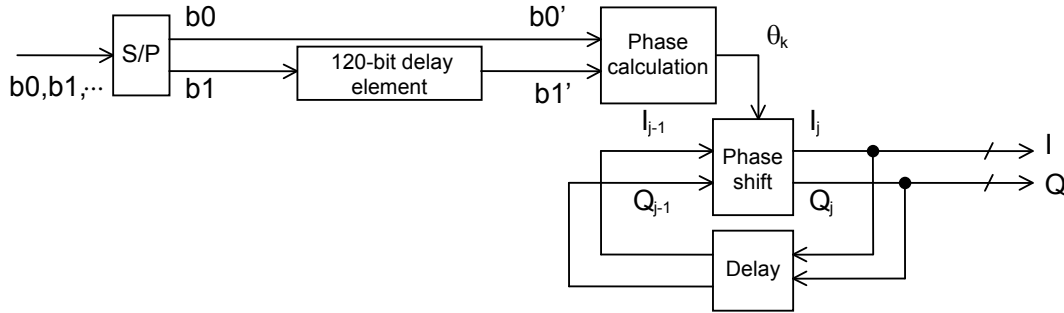 b0 b0’
S/P
b0,b1,···
b1
120-bit delay
element
b1’
Phase
calculation
θk
Ij-1
Ij
I
Phase
shift
Qj-1
Qj
Q
Delay